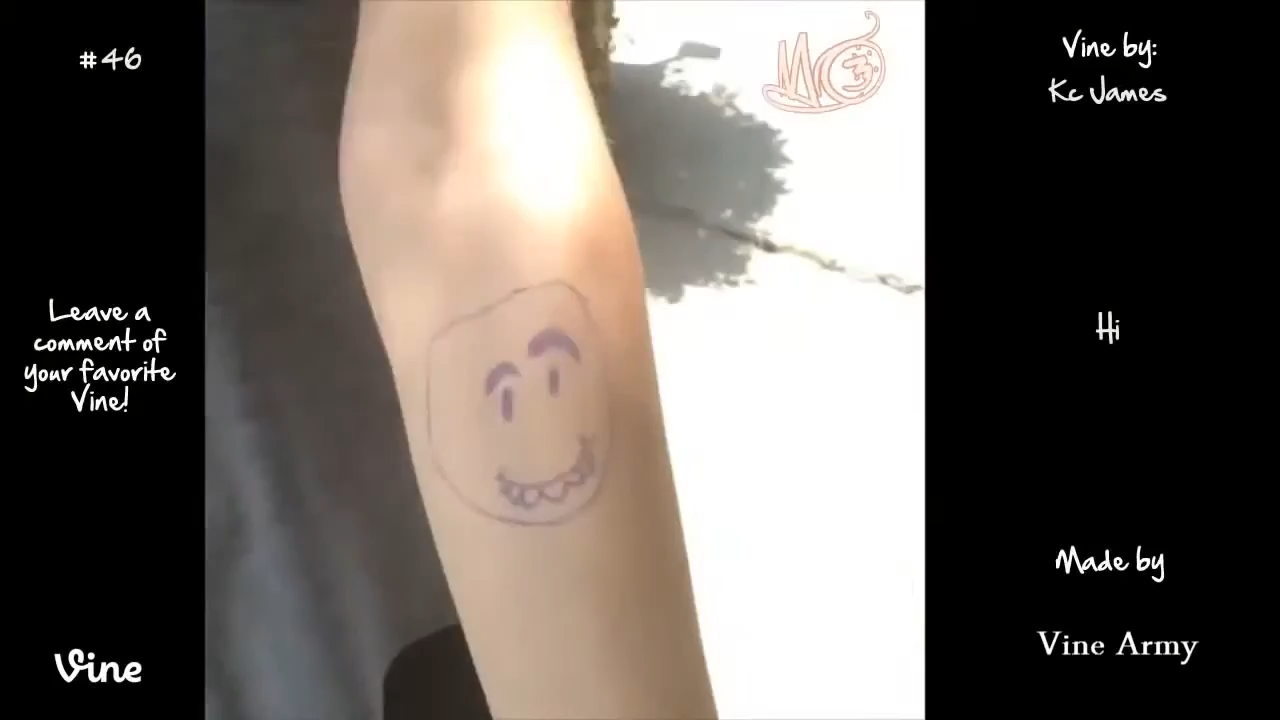 #46
Leave a
comment of
your favorite
Vine!
Vine
Vine by:
Kc James
Hi
Made by
Vine Army